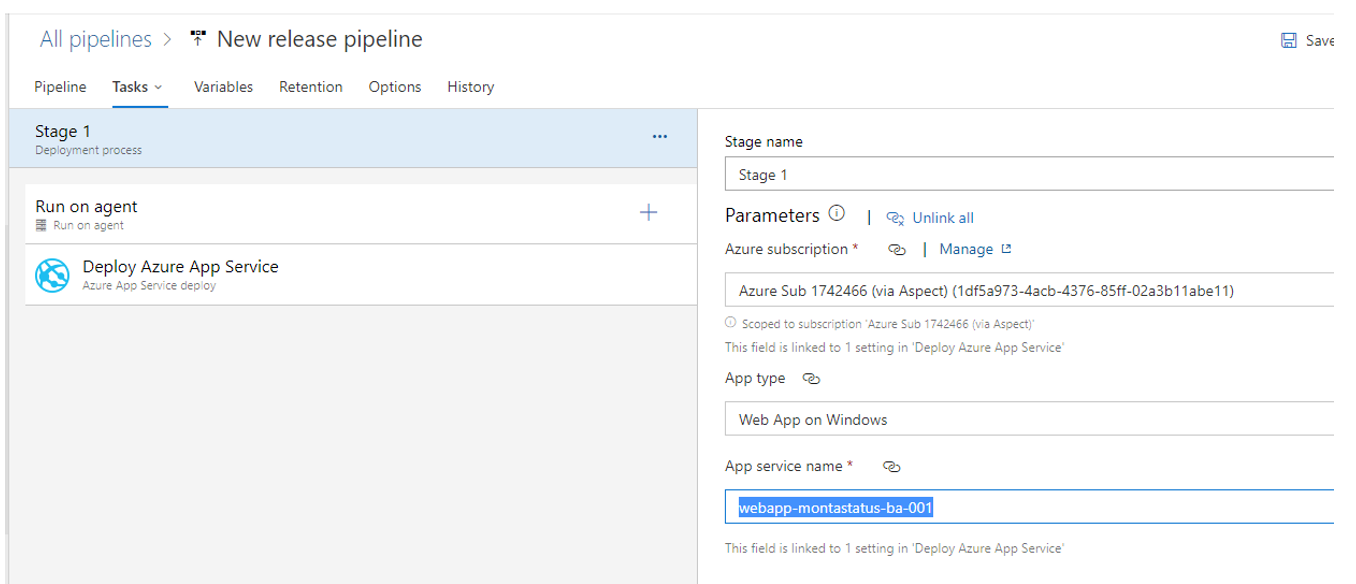 All pipelines > New release pipeline
Save
Pipeline Tasks Variables Retention Options History
Stage 1
Deployment process
...
Run on agent
Run on agent
+
Deploy Azure App Service
Azure App Service deploy
Stage name
Stage 1
Parameters | Unlink all
Azure subscription * | Manage
Azure Sub 1742466 (via Aspect) (1df5a973-4acb-4376-85ff-02a3b11abe11)
Scoped to subscription 'Azure Sub 1742466 (via Aspect)'
This field is linked to 1 setting in 'Deploy Azure App Service'
App type
Web App on Windows
App service name *
webapp-montastatus-ba-001
This field is linked to 1 setting in 'Deploy Azure App Service'